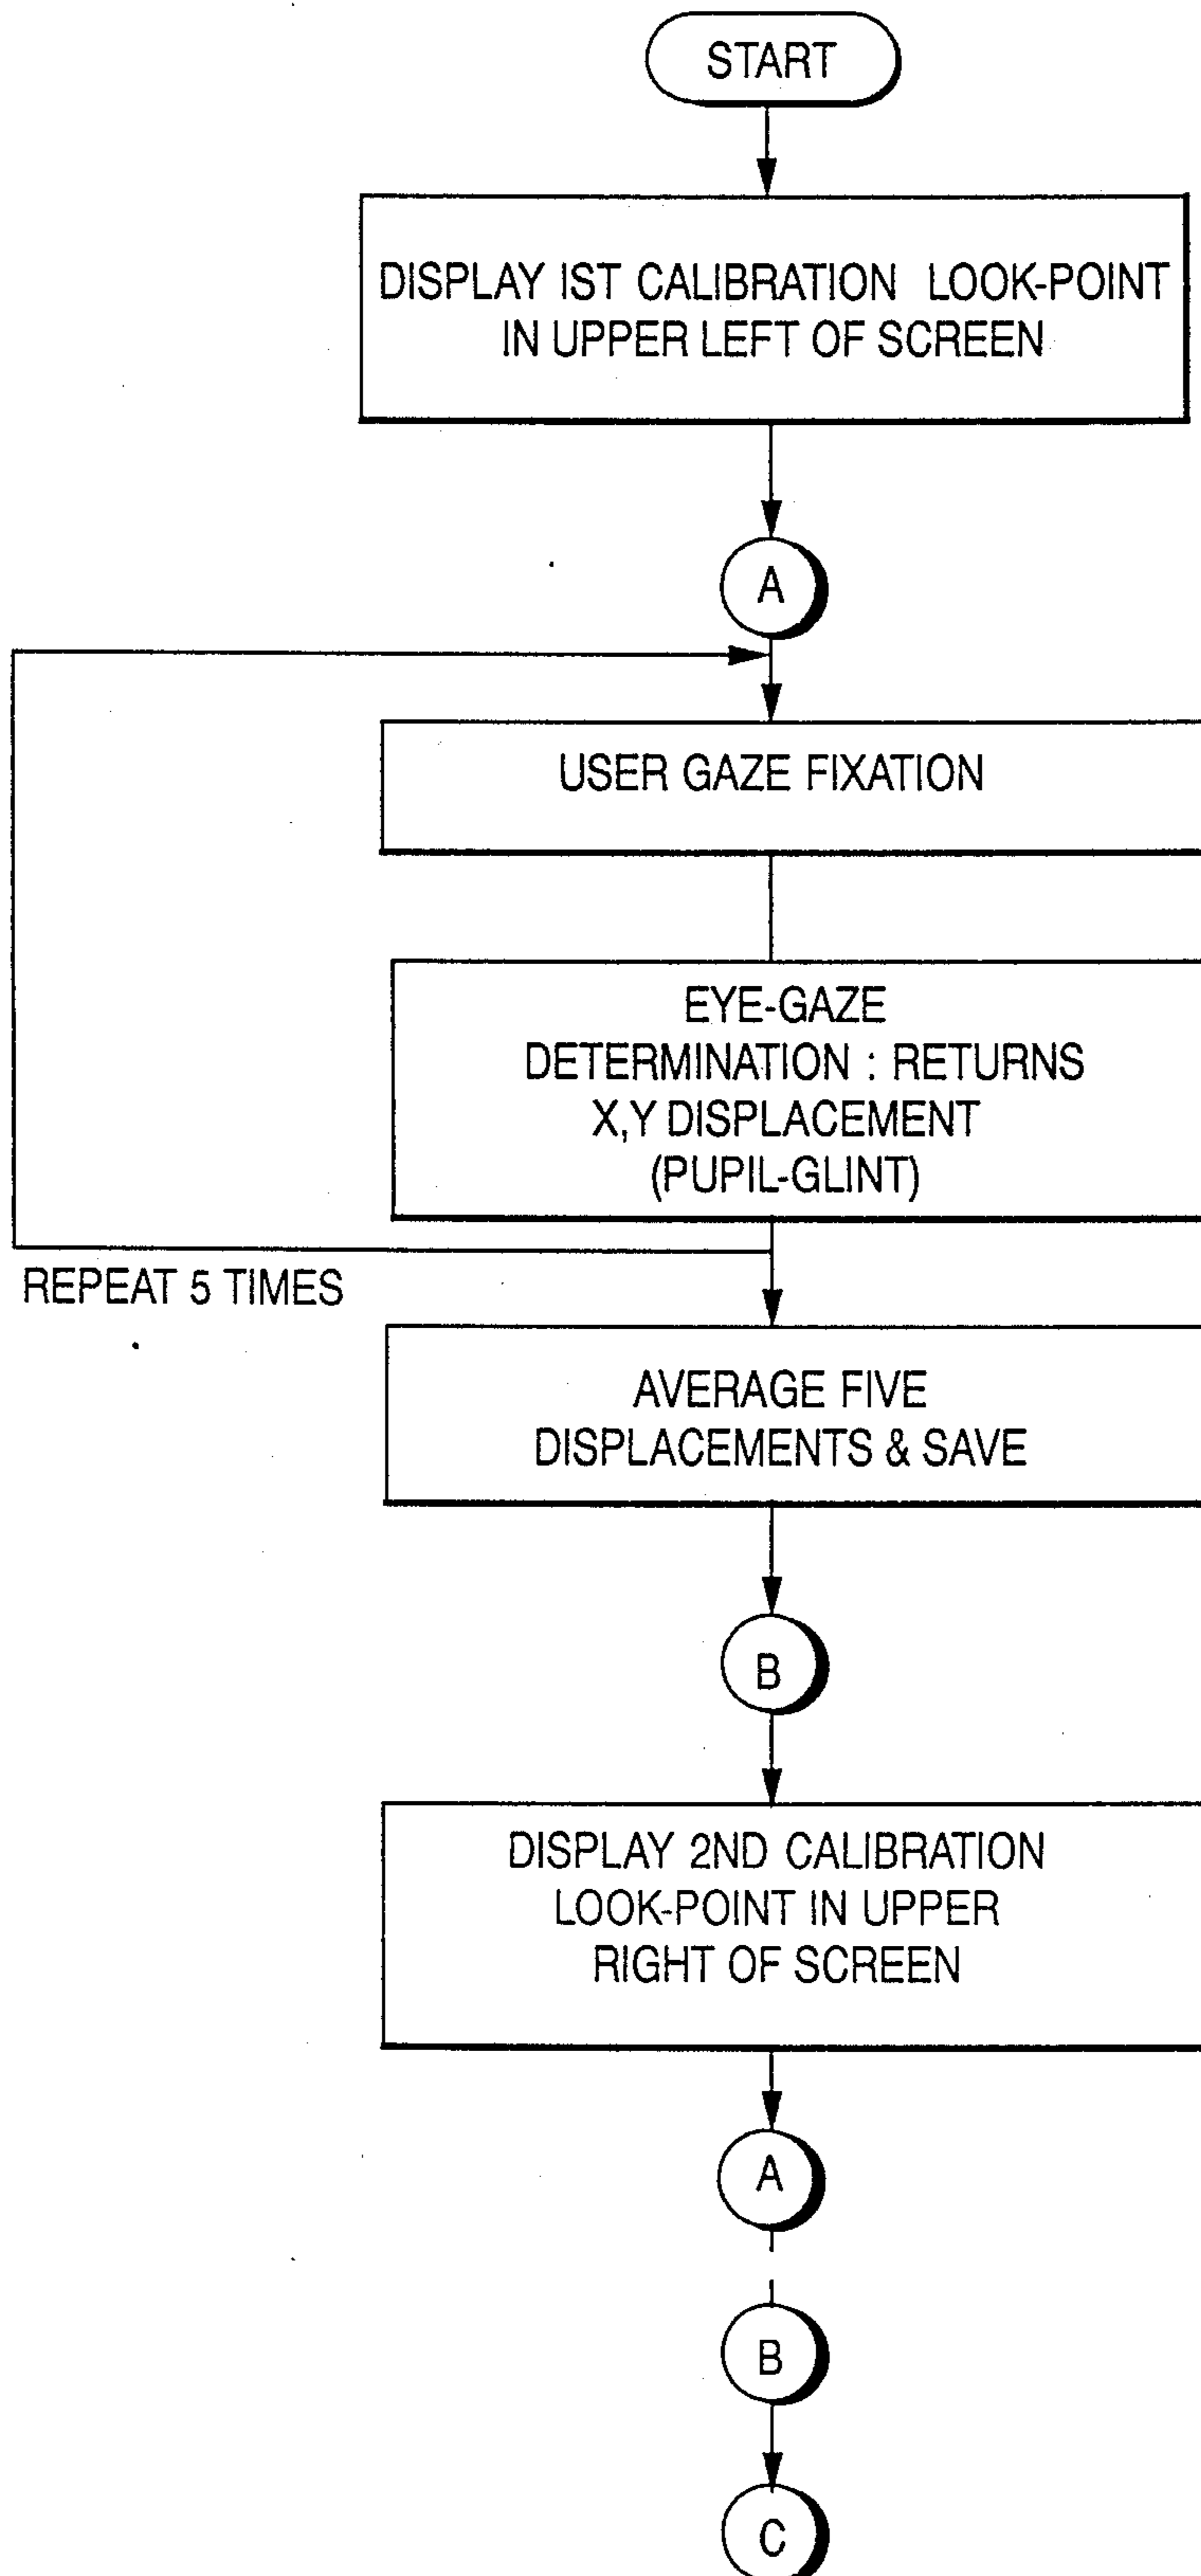 START
DISPLAY IST CALIBRATION LOOK-POINT
IN UPPER LEFT OF SCREEN
A
USER GAZE FIXATION
EYE-GAZE
DETERMINATION : RETURNS
X,Y DISPLACEMENT
(PUPIL-GLINT)
REPEAT 5 TIMES
AVERAGE FIVE
DISPLACEMENTS & SAVE
B
DISPLAY 2ND CALIBRATION
LOOK-POINT IN UPPER
RIGHT OF SCREEN
A
B
C